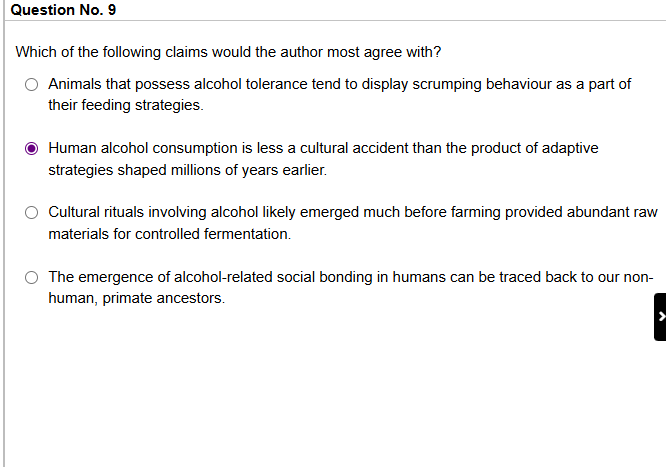 Question No. 9
Which of the following claims would the author most agree with?
Animals that possess alcohol tolerance tend to display scrumping behaviour as a part of
their feeding strategies.
Human alcohol consumption is less a cultural accident than the product of adaptive
strategies shaped millions of years earlier.
Cultural rituals involving alcohol likely emerged much before farming provided abundant raw
materials for controlled fermentation.
The emergence of alcohol-related social bonding in humans can be traced back to our non-
human, primate ancestors.